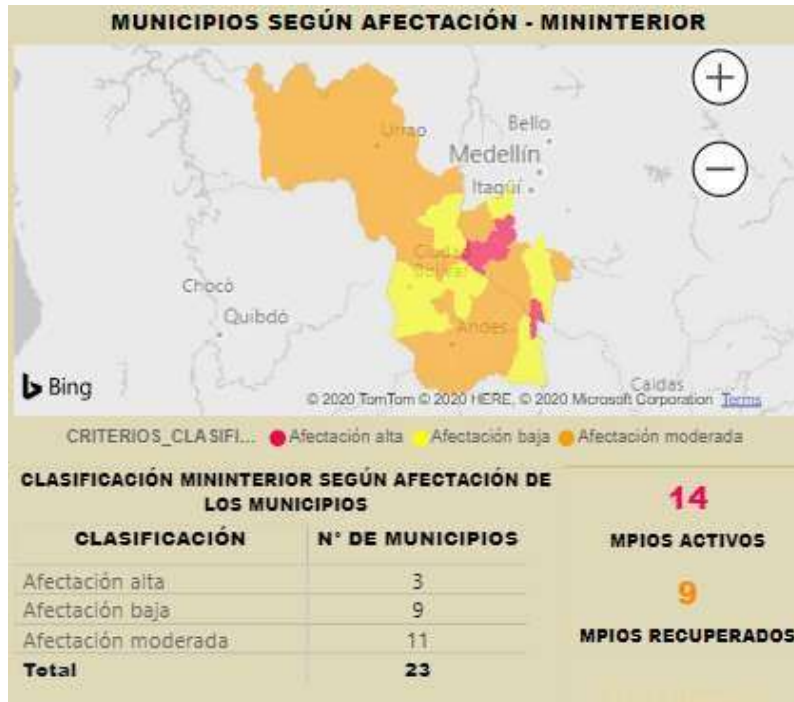 MUNICIPIOS SEGÚN AFECTACIÓN - MININTERIOR
Urrao
Bello
Medellín
Itagüí
Ciudad
Bolívar
Chocó
Quibdó
Andes
Caldas
Bing
© 2020 TomTom © 2020 HERE, © 2020 Microsoft Corporation Terms
CRITERIOS_CLASIFI... Afectación alta Afectación baja Afectación moderada
CLASIFICACIÓN MININTERIOR SEGÚN AFECTACIÓN DE
LOS MUNICIPIOS
CLASIFICACIÓN N° DE MUNICIPIOS
Afectación alta 3
Afectación baja 9
Afectación moderada 11
Total 23
14
MPIOS ACTIVOS
9
MPIOS RECUPERADOS